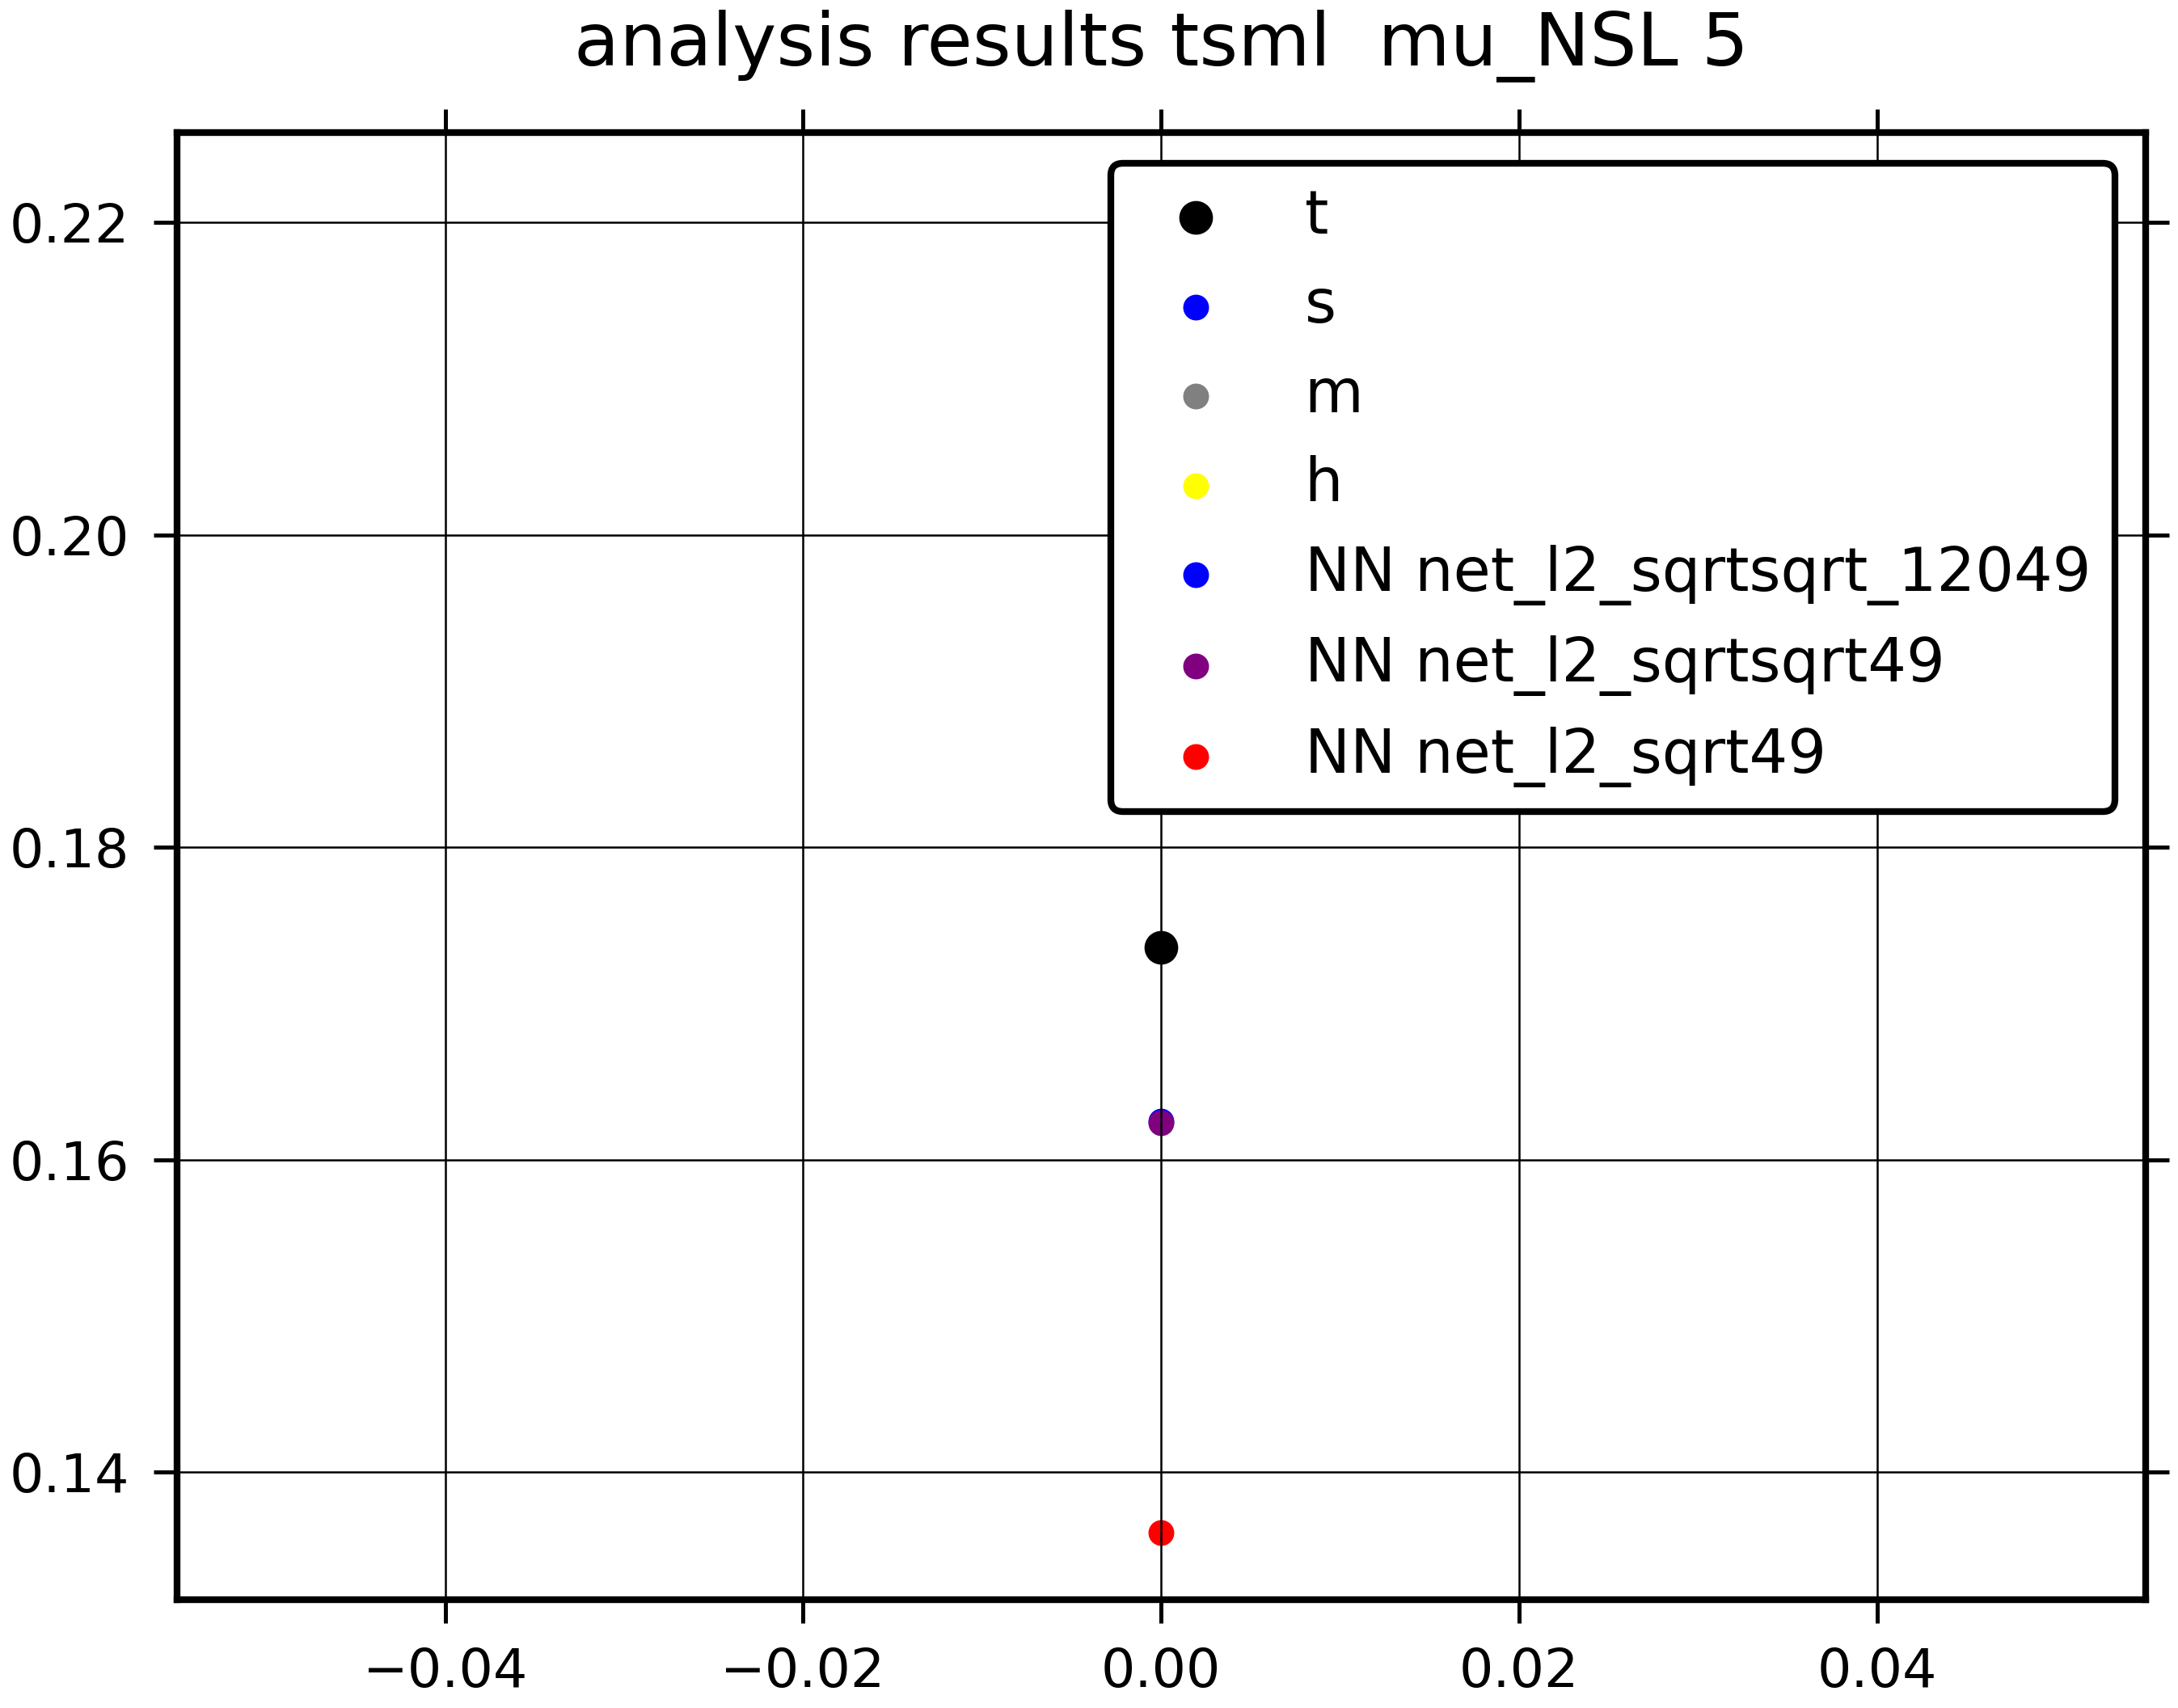 analysis results tsml  mu_NSL 5
t
0.22
s
m
h
0.20
NN net_l2_sqrtsqrt_12049
NN net_l2_sqrtsqrt49
NN net_l2_sqrt49
0.18
0.16
0.14
−0.04 −0.02 0.00 0.02 0.04